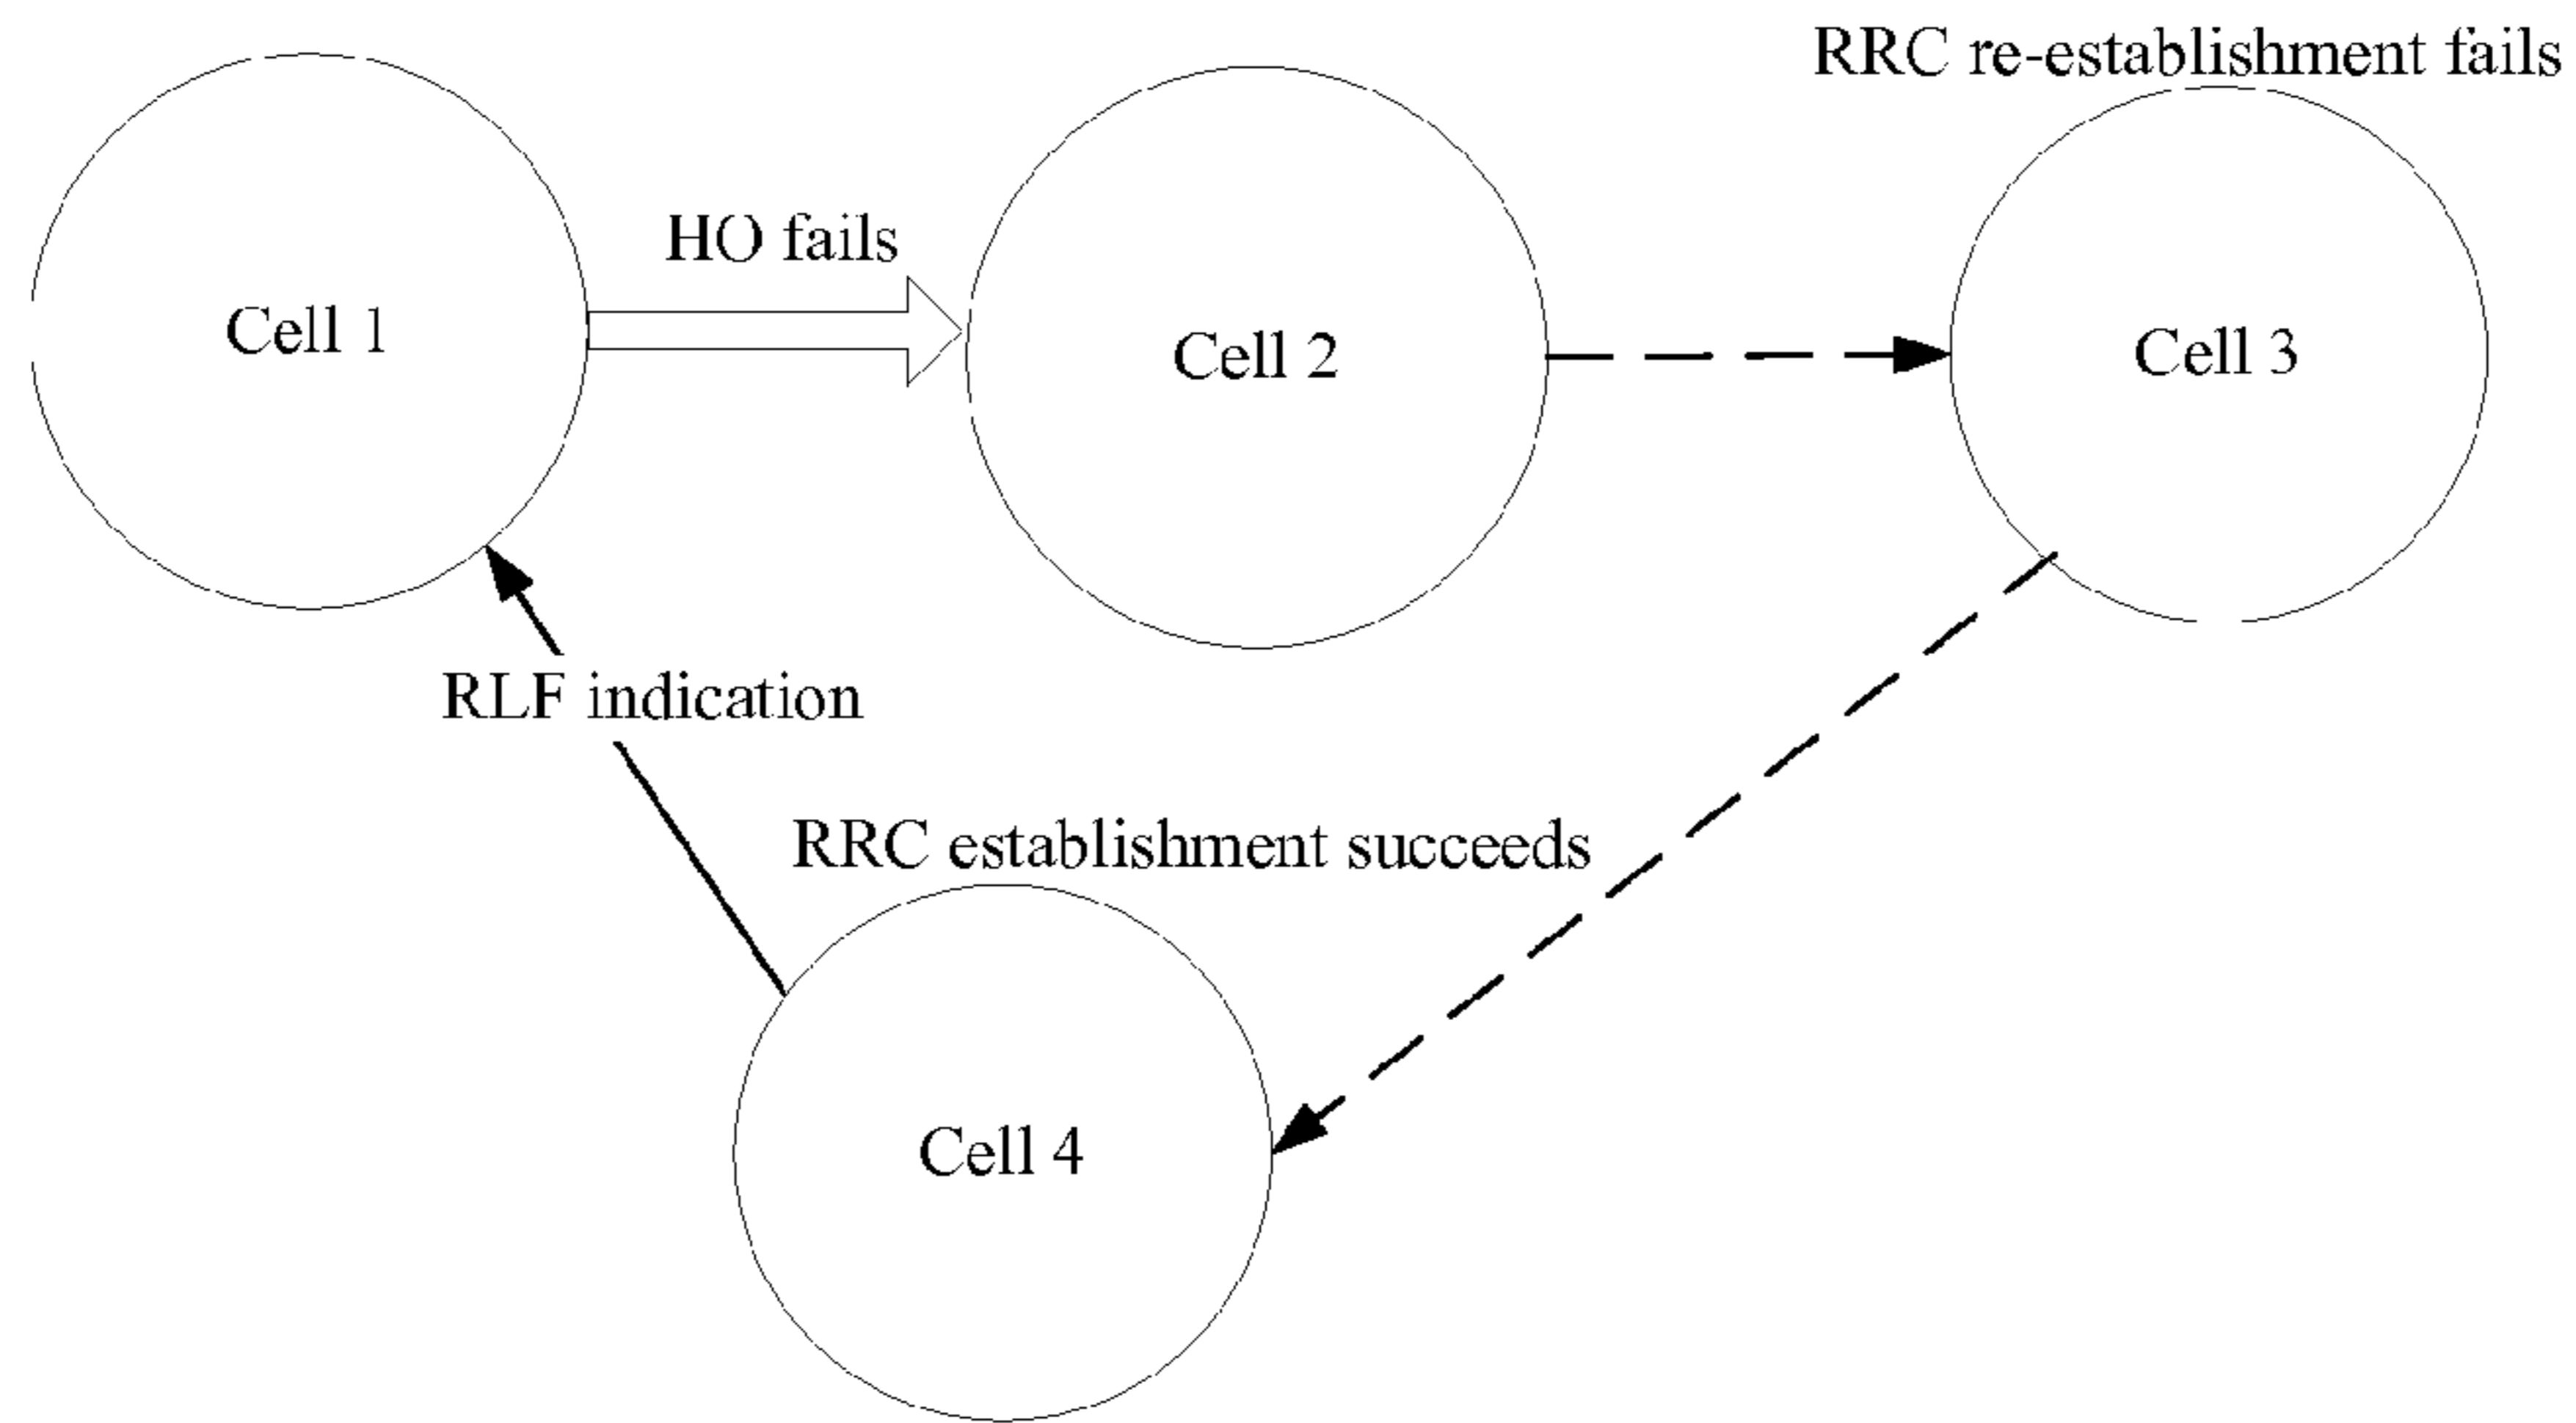 RRC re-establishment fails
HO fails
Cell 1
Cell 2
Cell 3
RLF indication
RRC establishment succeeds
Cell 4